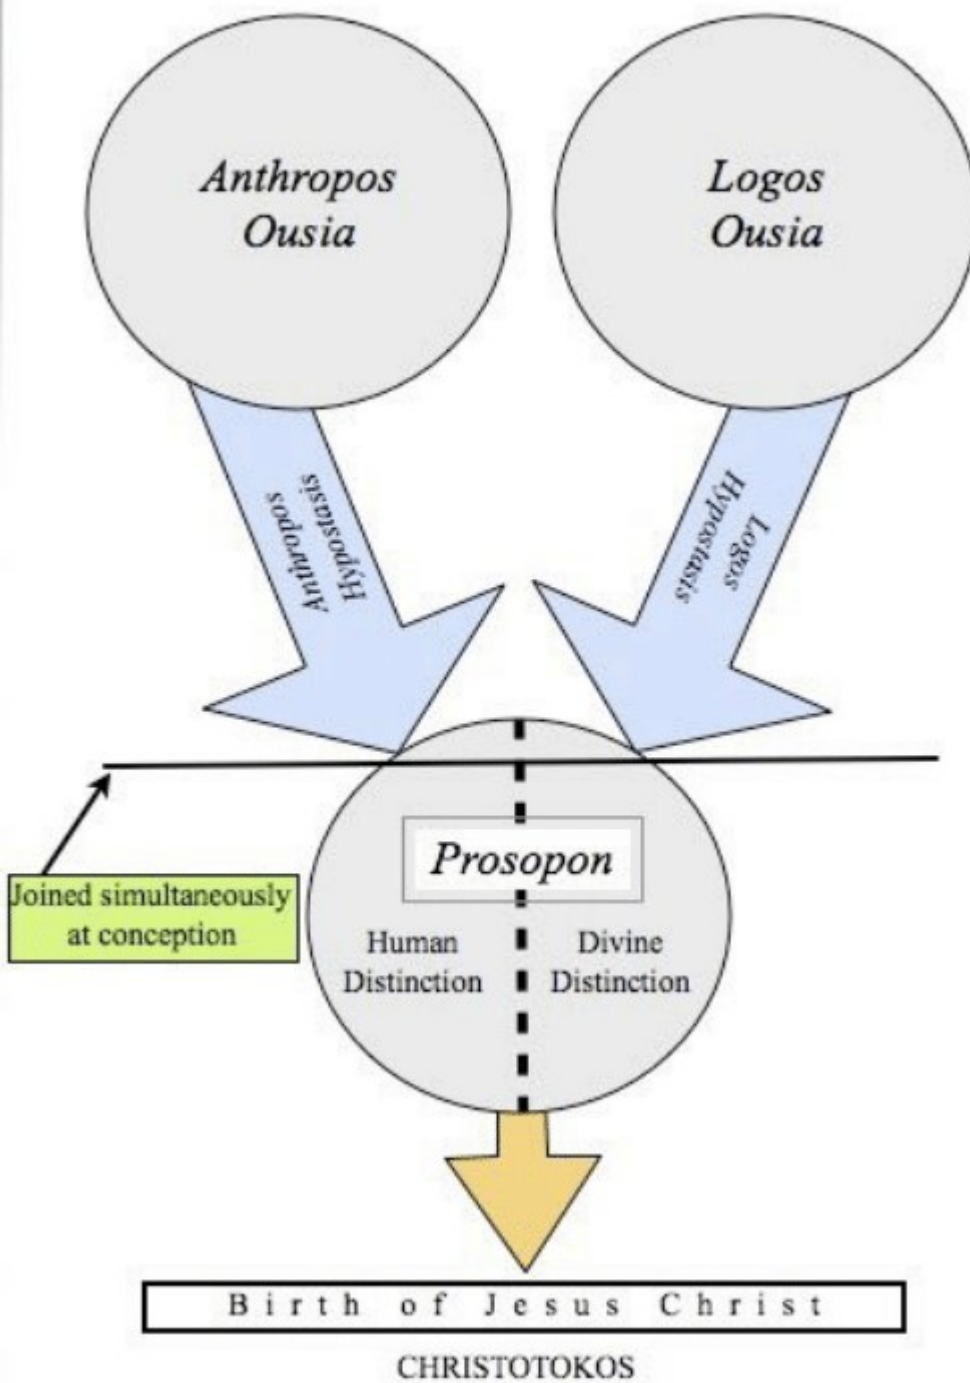 Anthropos
Ousia
Logos
Ousia
Anthropos
Hypostasis
Logos
Hypostasis
Prosopon
Joined simultaneously
at conception
Human
Distinction
Divine
Distinction
Birth of Jesus Christ
CHRISTOTOKOS